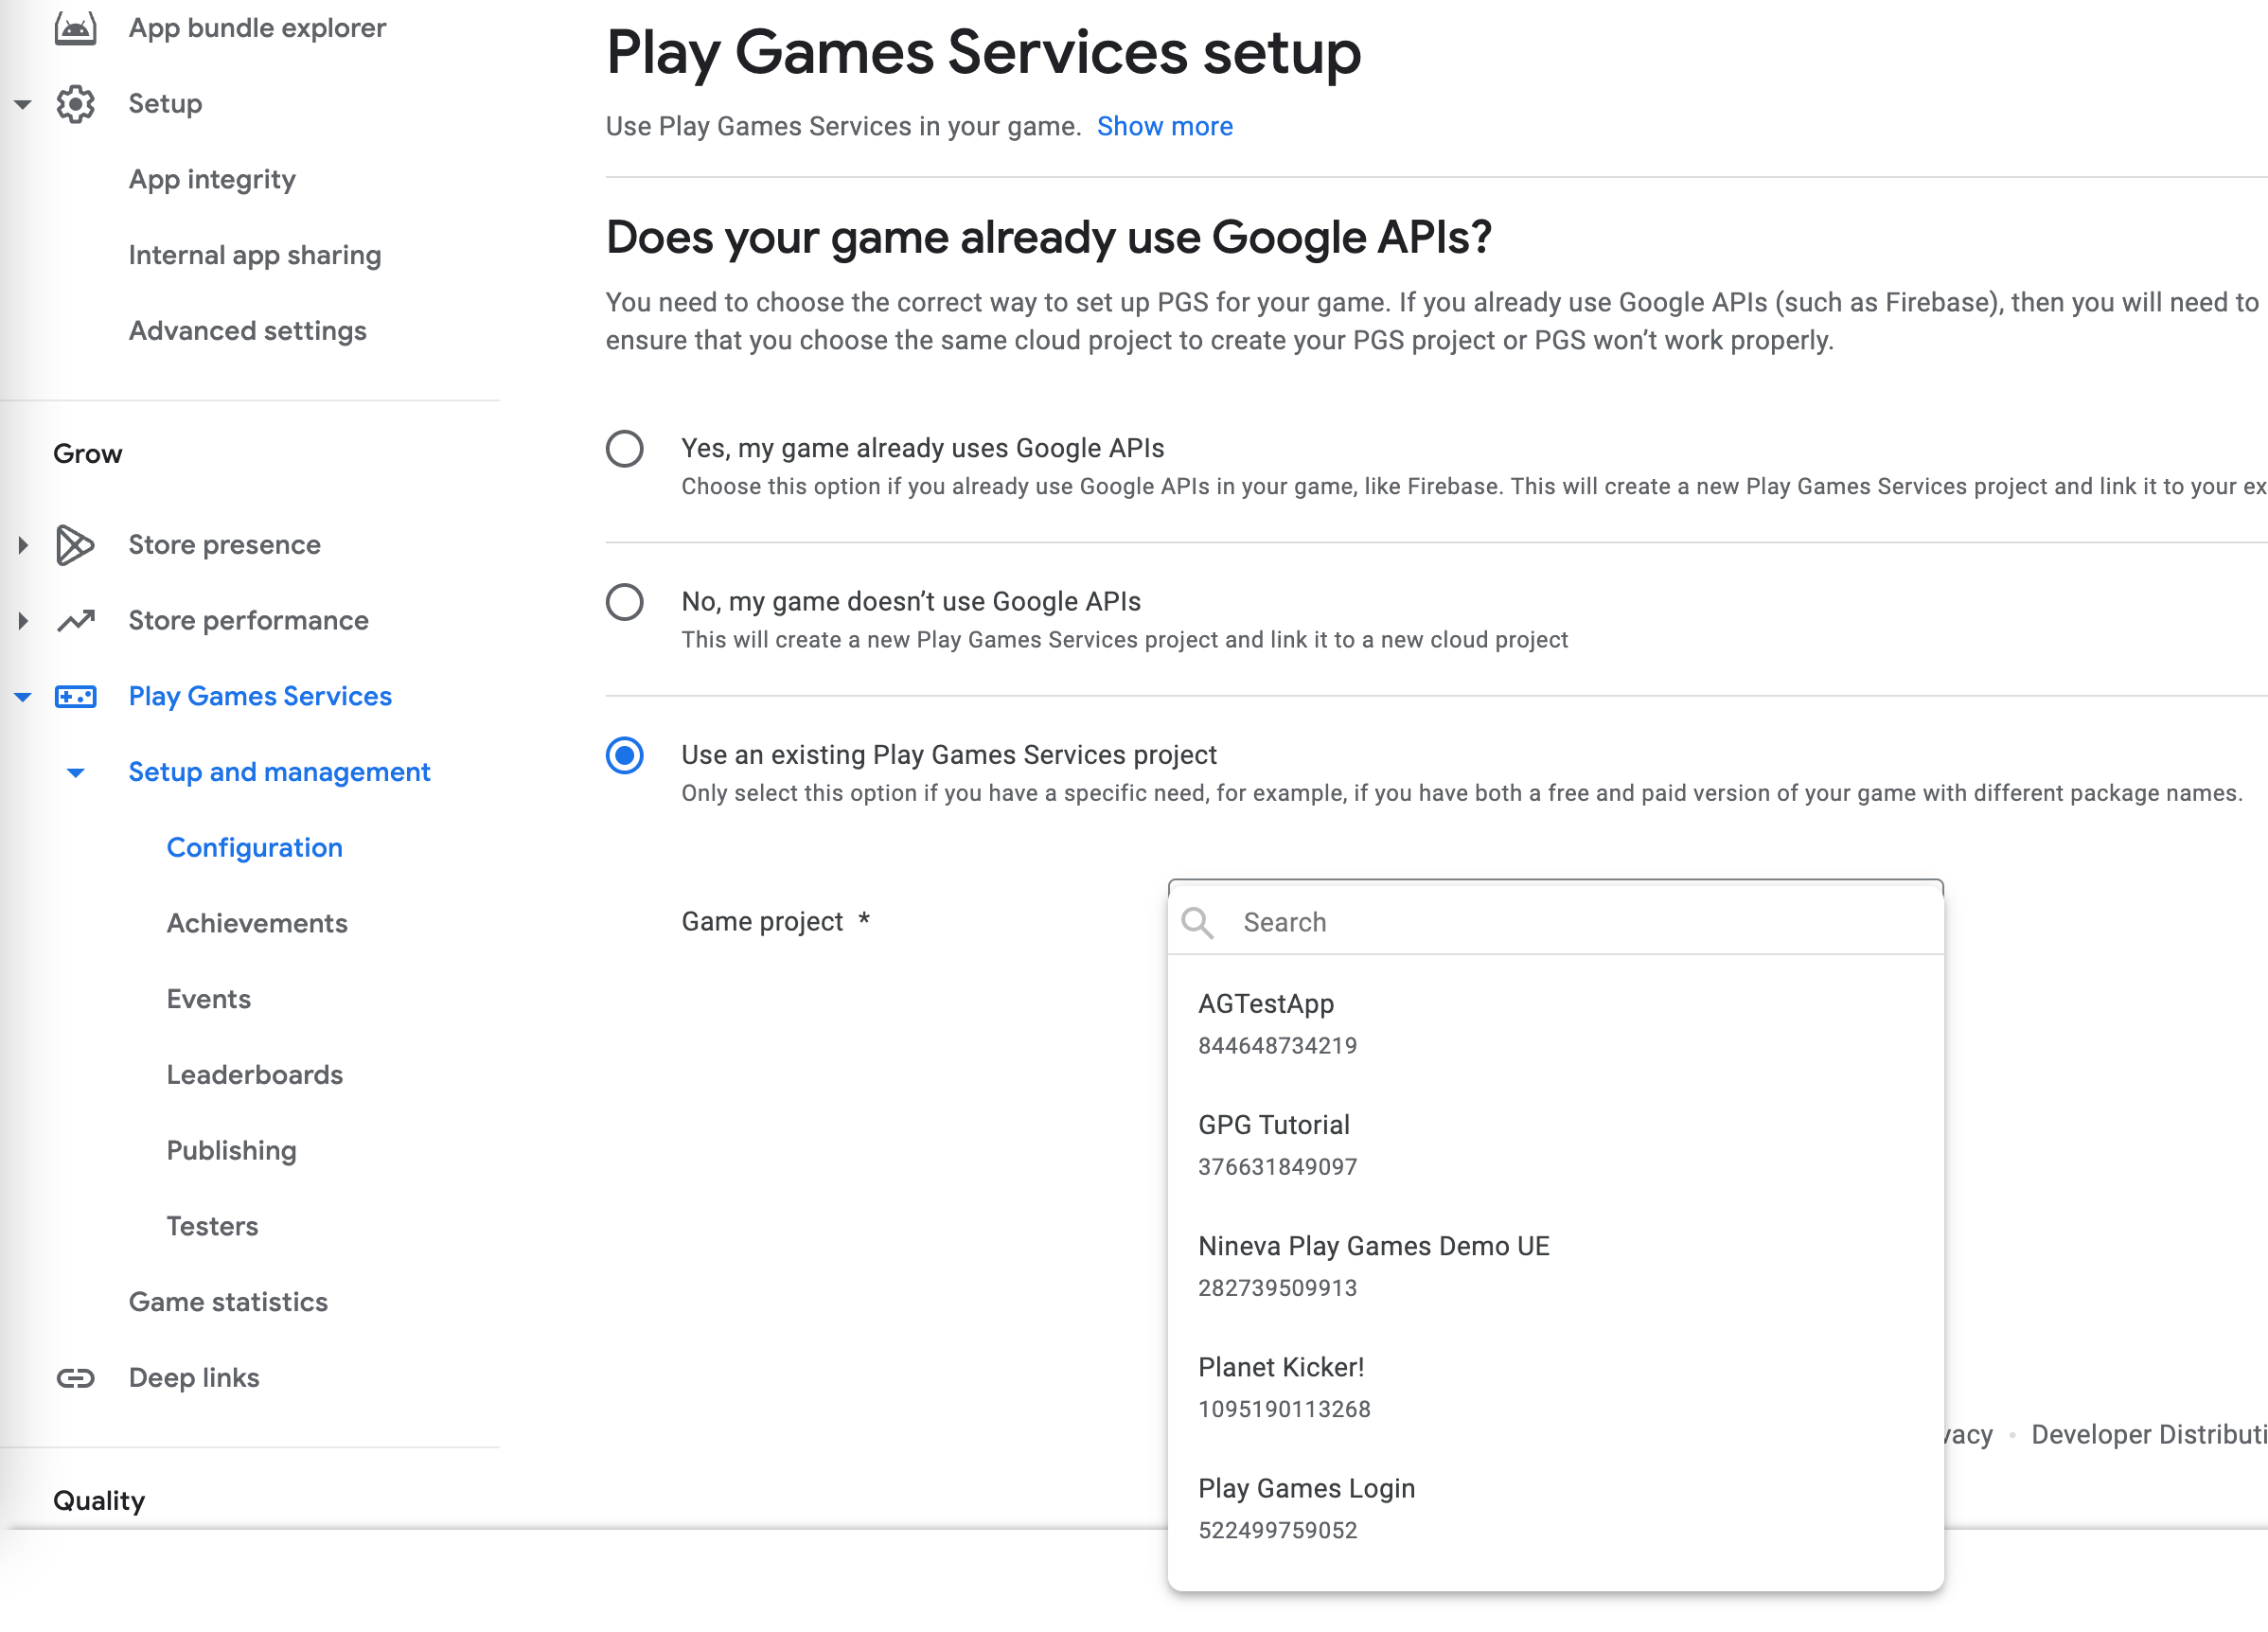 App bundle explorer
Setup
App integrity
Internal app sharing
Advanced settings
Grow
Store presence
Store performance
Play Games Services
Setup and management
Configuration
Achievements
Events
Leaderboards
Publishing
Testers
Game statistics
Deep links
Quality
Play Games Services setup
Use Play Games Services in your game. Show more
Does your game already use Google APIs?
You need to choose the correct way to set up PGS for your game. If you already use Google APIs (such as Firebase), then you will need to
ensure that you choose the same cloud project to create your PGS project or PGS won’t work properly.
Yes, my game already uses Google APIs
Choose this option if you already use Google APIs in your game, like Firebase. This will create a new Play Games Services project and link it to your ex
No, my game doesn’t use Google APIs
This will create a new Play Games Services project and link it to a new cloud project
Use an existing Play Games Services project
Only select this option if you have a specific need, for example, if you have both a free and paid version of your game with different package names.
Game project *
Search
AGTestApp
844648734219
GPG Tutorial
376631849097
Nineva Play Games Demo UE
282739509913
Planet Kicker!
1095190113268
Play Games Login
522499759052
vacy • Developer Distributi